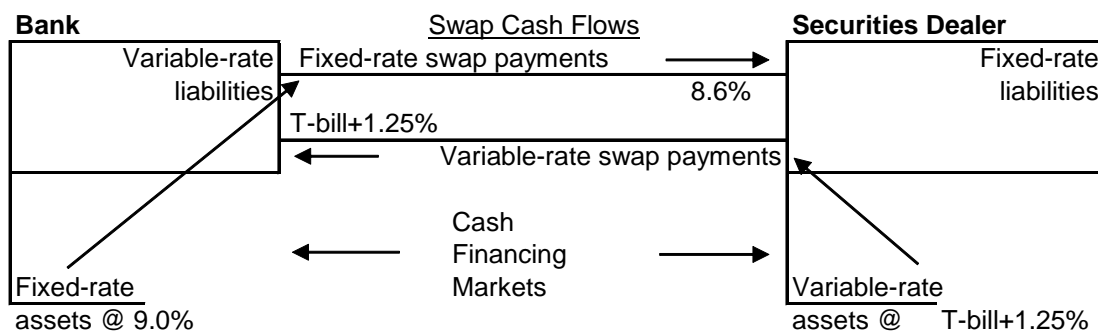 Bank
Swap Cash Flows
Securities Dealer
Variable-rate
liabilities
Fixed-rate swap payments
8.6%
Fixed-rate
liabilities
T-bill+1.25%
Variable-rate swap payments
Cash
Financing
Markets
Fixed-rate
assets @ 9.0%
Variable-rate
assets @ T-bill+1.25%